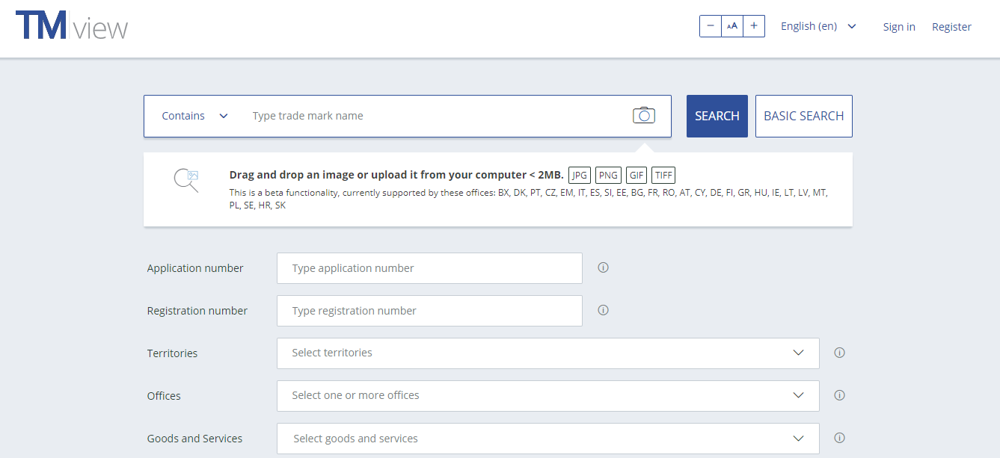 TMview
− AA + English (en) Sign in Register
Contains Type trade mark name SEARCH BASIC SEARCH
Drag and drop an image or upload it from your computer < 2MB. JPG PNG GIF TIFF
This is a beta functionality, currently supported by these offices: BX, DK, PT, CZ, EM, IT, ES, SI, EE, BG, FR, RO, AT, CY, DE, FI, GR, HU, IE, LT, LV, MT,
PL, SE, HR, SK
Application number Type application number
Registration number Type registration number
Territories Select territories
Offices Select one or more offices
Goods and Services Select goods and services